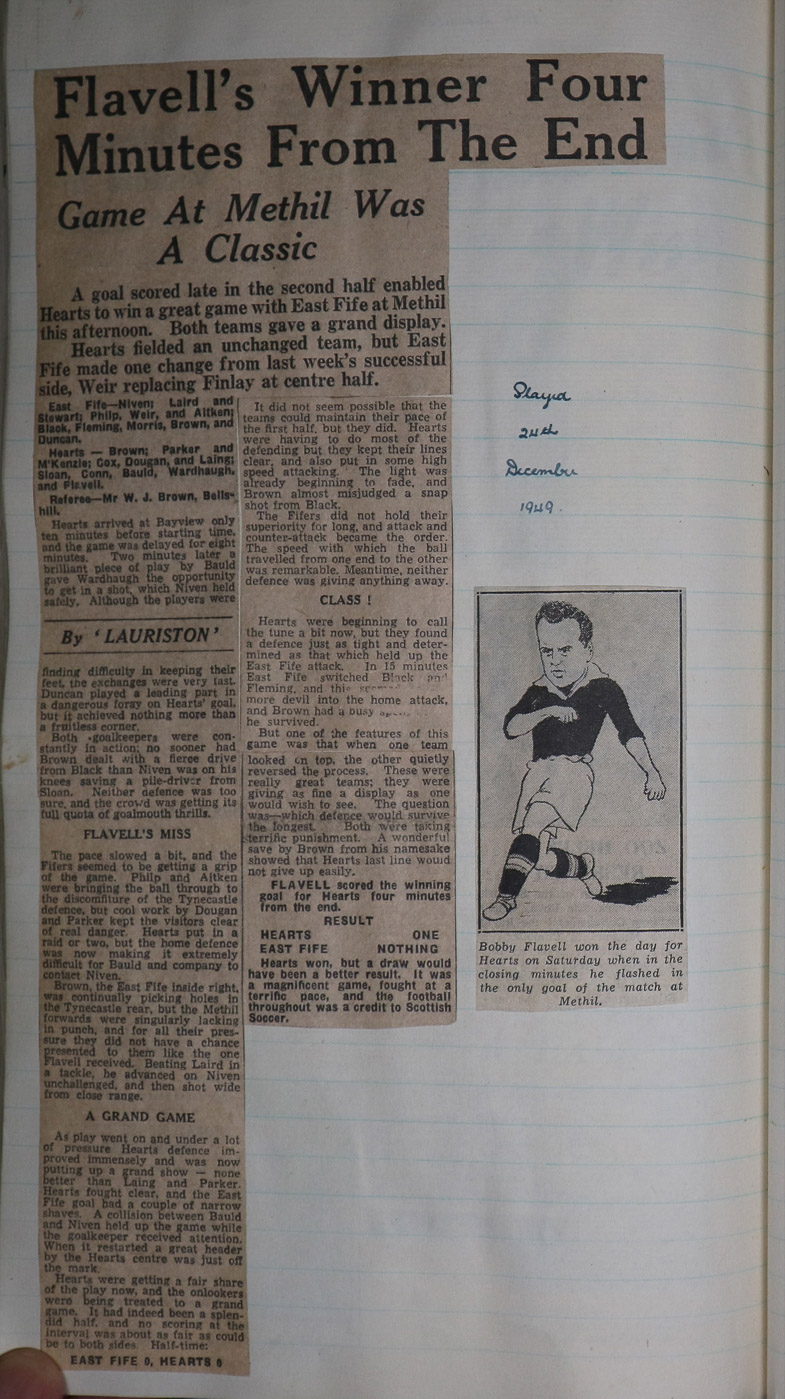 Flavell's Winner Four
Minutes From The End
Game At Methil Was
A Classic
A goal scored late in the second half enabled
Hearts to win a great game with East Fife at Methil
this afternoon. Both teams gave a grand display.
Hearts fielded an unchanged team, but East
Fife made one change from last week's successful
side, Weir replacing Finlay at centre half.
East Fife—Niven; Laird and
Stewart; Philp, Weir, and Aitken;
Black, Fleming, Morris, Brown, and
Duncan.
Hearts — Brown; Parker and
M'Kenzie; Cox, Dougan, and Laing;
Sloan, Conn, Bauld, Wardhaugh,
and Flavell.
Referee—Mr W. J. Brown, Bells-
hill.
Hearts arrived at Bayview only
ten minutes before starting time,
and the game was delayed for eight
minutes. Two minutes later a
brilliant piece of play by Bauld
gave Wardhaugh the opportunity
to get in a shot, which Niven held
safely. Although the players were
By 'LAURISTON'
finding difficulty in keeping their
feet, the exchanges were very fast.
Duncan played a leading part in
a dangerous foray on Hearts' goal,
but it achieved nothing more than
a fruitless corner.
Both goalkeepers were con-
stantly in action; no sooner had
Brown dealt with a fierce drive
from Black than Niven was on his
knees saving a pile-driver from
Sloan. Neither defence was too
sure, and the crowd was getting its
full quota of goalmouth thrills.
FLAVELL'S MISS
The pace slowed a bit, and the
Fifers seemed to be getting a grip
of the game. Philp and Aitken
were bringing the ball through to
the discomfiture of the Tynecastle
defence, but cool work by Dougan
and Parker kept the visitors clear
of real danger. Hearts put in a
raid or two, but the home defence
was now making it extremely
difficult for Bauld and company to
contact Niven.
Brown, the East Fife inside right,
was continually picking holes in
the Tynecastle rear, but the Methil
forwards were singularly lacking
in punch, and for all their pres-
sure they did not have a chance
presented to them like the one
Flavell received. Beating Laird in
a tackle, he advanced on Niven
unchallenged, and then shot wide
from close range.
A GRAND GAME
As play went on and under a lot
of pressure Hearts defence im-
proved immensely and was now
putting up a grand show — none
better than Laing and Parker.
Hearts fought clear, and the East
Fife goal had a couple of narrow
shaves. A collision between Bauld
and Niven held up the game while
the goalkeeper received attention.
When it restarted a great header
by the Hearts centre was just off
the mark.
Hearts were getting a fair share
of the play now, and the onlookers
were being treated to a grand
game. It had indeed been a splen-
did half, and no scoring at the
interval was about as fair as could
be to both sides. Half-time:
EAST FIFE 0, HEARTS 0
It did not seem possible that the
teams could maintain their pace of
the first half, but they did. Hearts
were having to do most of the
defending but they kept their lines
clear, and also put in some high
speed attacking. The light was
already beginning to fade, and
Brown almost misjudged a snap
shot from Black.
The Fifers did not hold their
superiority for long, and attack and
counter-attack became the order.
The speed with which the ball
travelled from one end to the other
was remarkable. Meantime, neither
defence was giving anything away.
CLASS !
Hearts were beginning to call
the tune a bit now, but they found
a defence just as tight and deter-
mined as that which held up the
East Fife attack. In 15 minutes
East Fife switched Black and
Fleming, and this
more devil into the home attack,
and Brown had a busy
he survived.
But one of the features of this
game was that when one team
looked on top, the other quietly
reversed the process. These were
really great teams; they were
giving as fine a display as one
would wish to see. The question
was—which defence would survive
the longest. Both were taking
terrific punishment. A wonderful
save by Brown from his namesake
showed that Hearts last line would
not give up easily.
FLAVELL scored the winning
goal for Hearts four minutes
from the end.
RESULT
HEARTS ONE
EAST FIFE NOTHING
Hearts won, but a draw would
have been a better result. It was
a magnificent game, fought at a
terrific pace, and the football
throughout was a credit to Scottish
Soccer.
Played
24th
December
1949.
Bobby Flavell won the day for
Hearts on Saturday when in the
closing minutes he flashed in
the only goal of the match at
Methil.